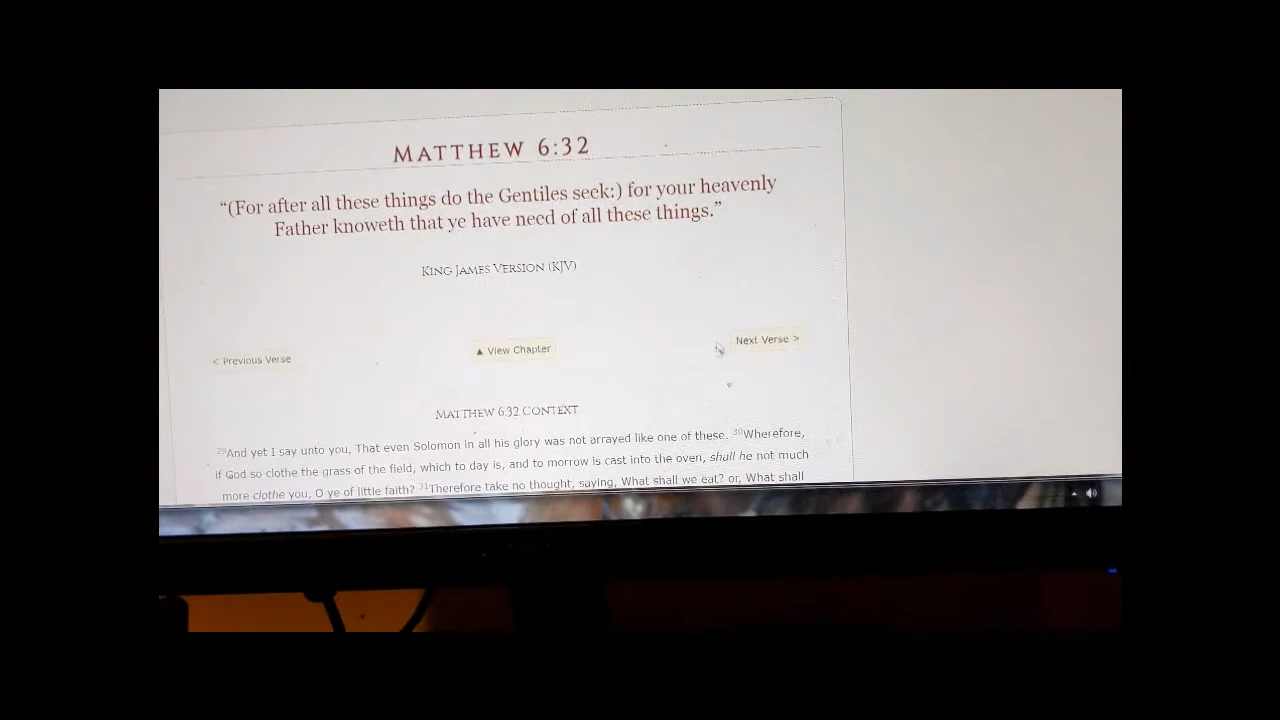 MATTHEW 6:32
“(For after all these things do the Gentiles seek:) for your heavenly
Father knoweth that ye have need of all these things.”
KING JAMES VERSION (KJV)
< Previous Verse ▲ View Chapter Next Verse >
MATTHEW 6:32 CONTEXT
29And yet I say unto you, That even Solomon in all his glory was not arrayed like one of these. 30Wherefore,
if God so clothe the grass of the field, which to day is, and to morrow is cast into the oven, shall he not much
more clothe you, O ye of little faith? 31Therefore take no thought, saying, What shall we eat? or, What shall